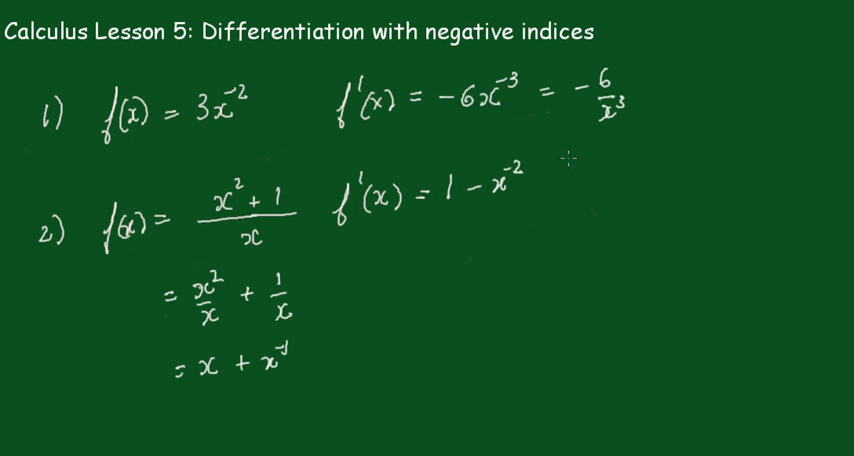 Calculus Lesson 5: Differentiation with negative indices
1) f(x) = 3x⁻² f'(x) = -6x⁻³ = -6/x³
2) f(x) = (x² + 1)/x f'(x) = 1 - x⁻²
= x²/x + 1/x
= x + x⁻¹